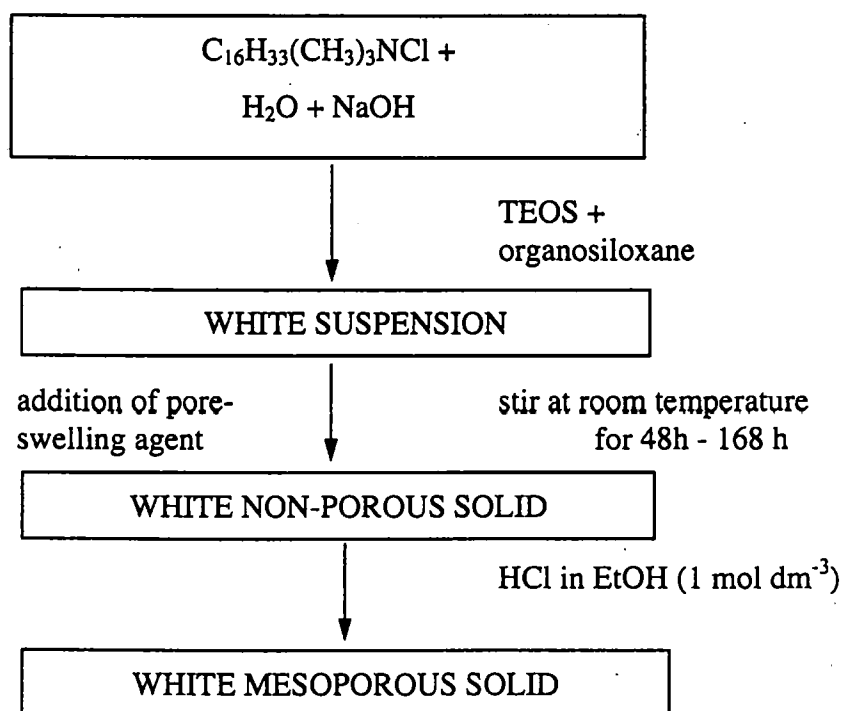 C₁₆H₃₃(CH₃)₃NCl +
H₂O + NaOH
TEOS +
organosiloxane
WHITE SUSPENSION
addition of pore-
swelling agent
stir at room temperature
for 48h - 168 h
WHITE NON-POROUS SOLID
HCl in EtOH (1 mol dm⁻³)
WHITE MESOPOROUS SOLID